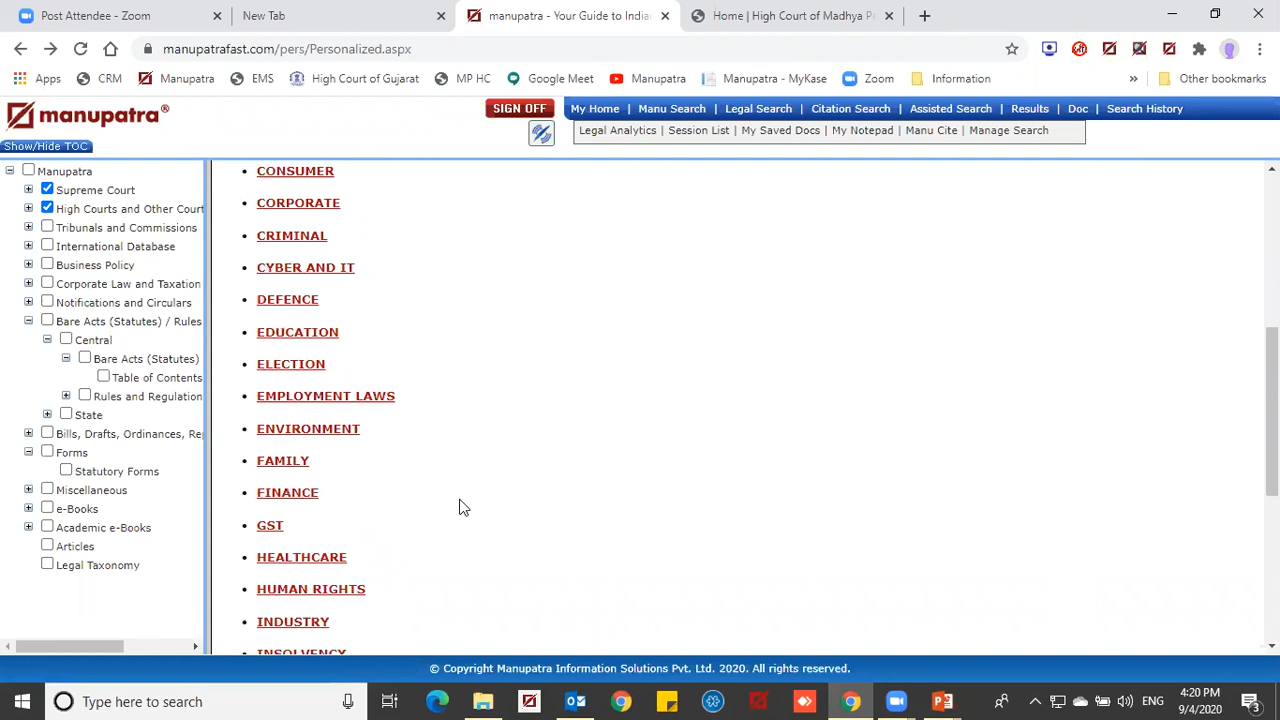 Post Attendee - Zoom
New Tab
manupatra - Your Guide to India
Home | High Court of Madhya P
manupatrafast.com/pers/Personalized.aspx
Apps
CRM
Manupatra
EMS
High Court of Gujarat
MP HC
Google Meet
Manupatra
Manupatra - MyKase
Zoom
Information
Other bookmarks
manupatra®
SIGN OFF
My Home | Manu Search | Legal Search | Citation Search | Assisted Search | Results | Doc | Search History
Legal Analytics | Session List | My Saved Docs | My Notepad | Manu Cite | Manage Search
Show/Hide TOC
Manupatra
Supreme Court
High Courts and Other Court
Tribunals and Commissions
International Database
Business Policy
Corporate Law and Taxation
Notifications and Circulars
Bare Acts (Statutes) / Rules
Central
Bare Acts (Statutes)
Table of Contents
Rules and Regulation
State
Bills, Drafts, Ordinances, Re
Forms
Statutory Forms
Miscellaneous
e-Books
Academic e-Books
Articles
Legal Taxonomy
• CONSUMER
• CORPORATE
• CRIMINAL
• CYBER AND IT
• DEFENCE
• EDUCATION
• ELECTION
• EMPLOYMENT LAWS
• ENVIRONMENT
• FAMILY
• FINANCE
• GST
• HEALTHCARE
• HUMAN RIGHTS
• INDUSTRY
INSOLVENCY
© Copyright Manupatra Information Solutions Pvt. Ltd. 2020. All rights reserved.
Type here to search
ENG
4:20 PM
9/4/2020
3